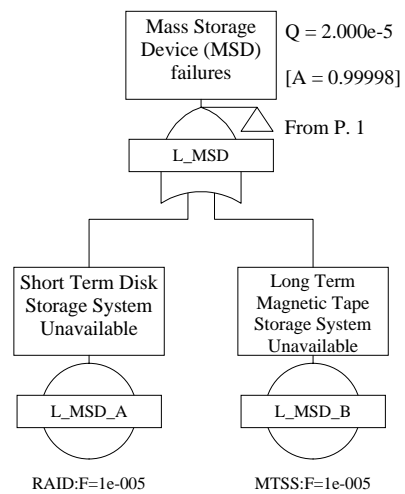 Mass Storage
Device (MSD)
failures
Q = 2.000e-5
[A = 0.99998]
From P. 1
L_MSD
Short Term Disk
Storage System
Unavailable
Long Term
Magnetic Tape
Storage System
Unavailable
L_MSD_A
L_MSD_B
RAID:F=1e-005
MTSS:F=1e-005